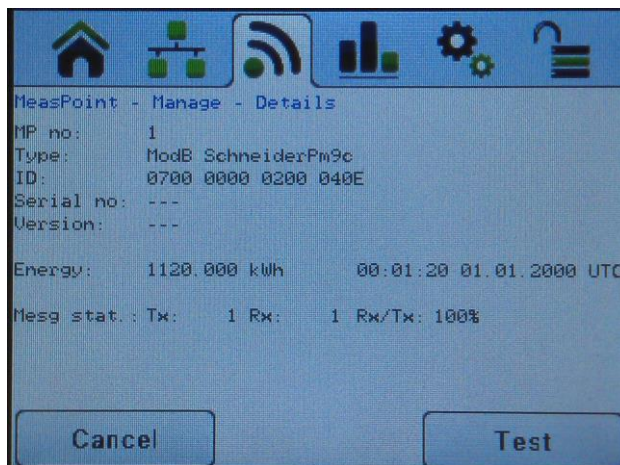 MeasPoint - Manage - Details
MP no: 1
Type: ModB SchneiderPm9c
ID: 0700 0000 0200 040E
Serial no: ---
Version: ---
Energy: 1120.000 kWh 00:01:20 01.01.2000 UTC
Mesg stat.: Tx: 1 Rx: 1 Rx/Tx: 100%
Cancel Test